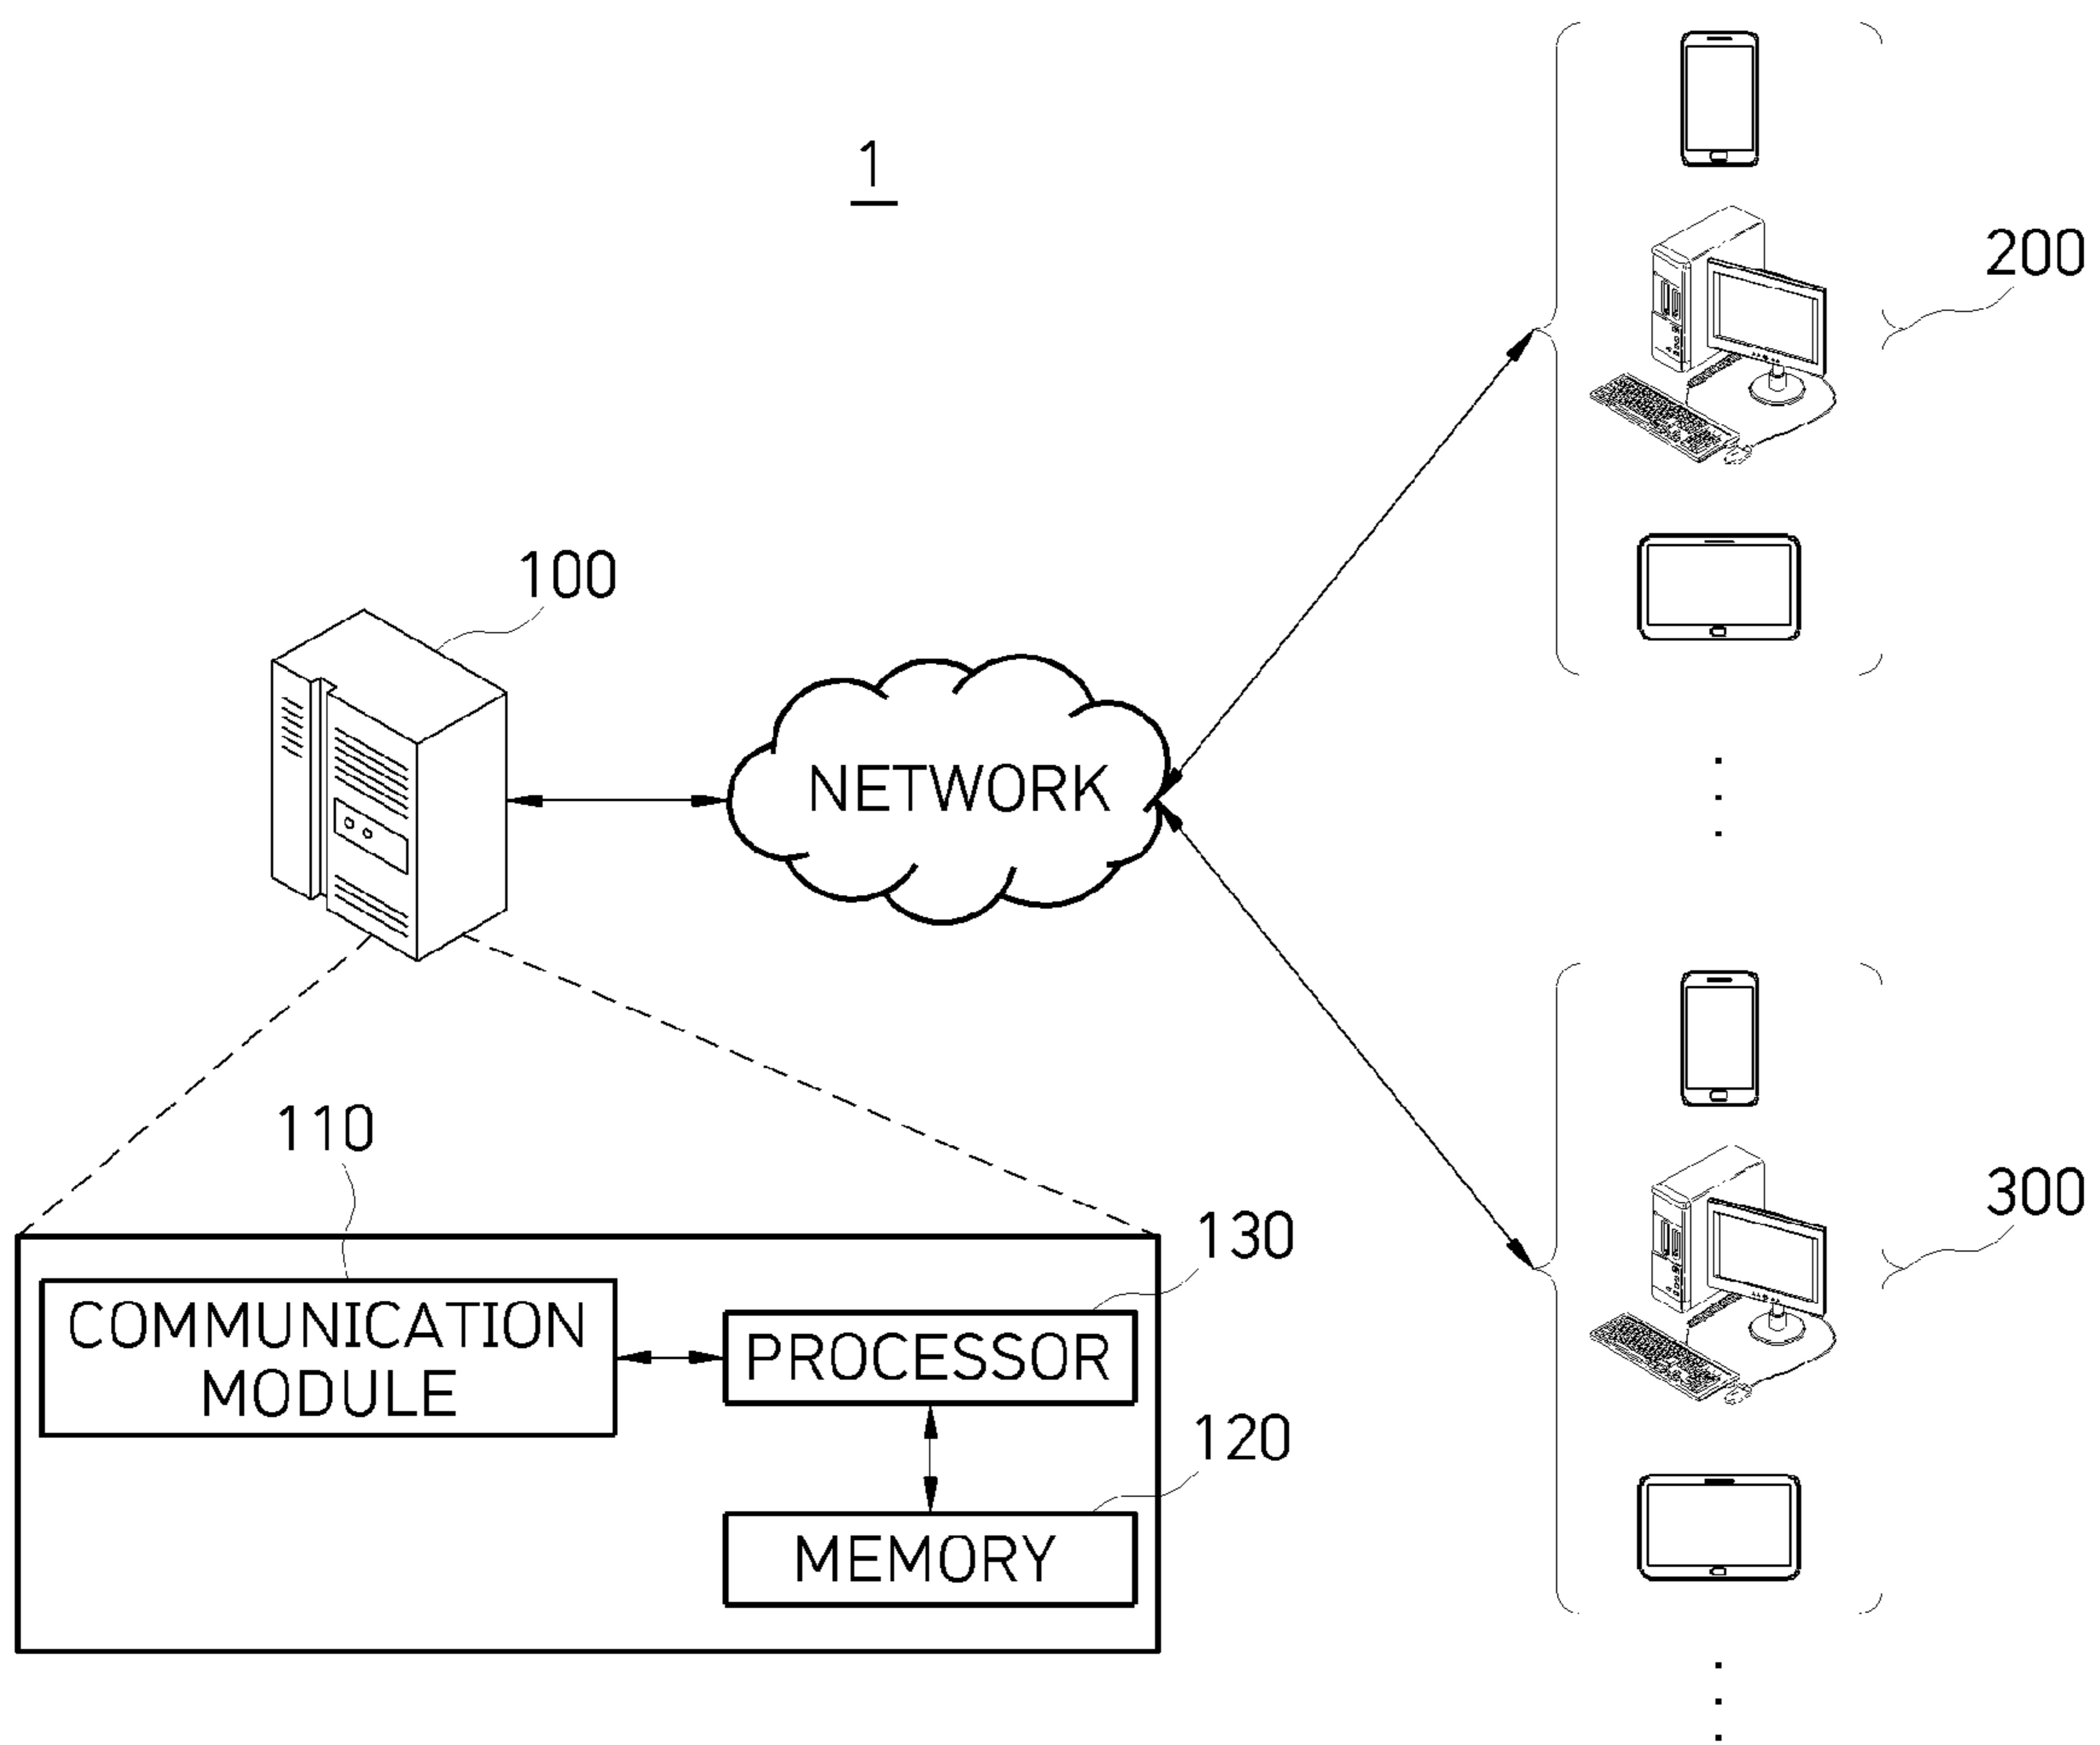 1
200
100
NETWORK
110
300
130
COMMUNICATION
MODULE
PROCESSOR
120
MEMORY